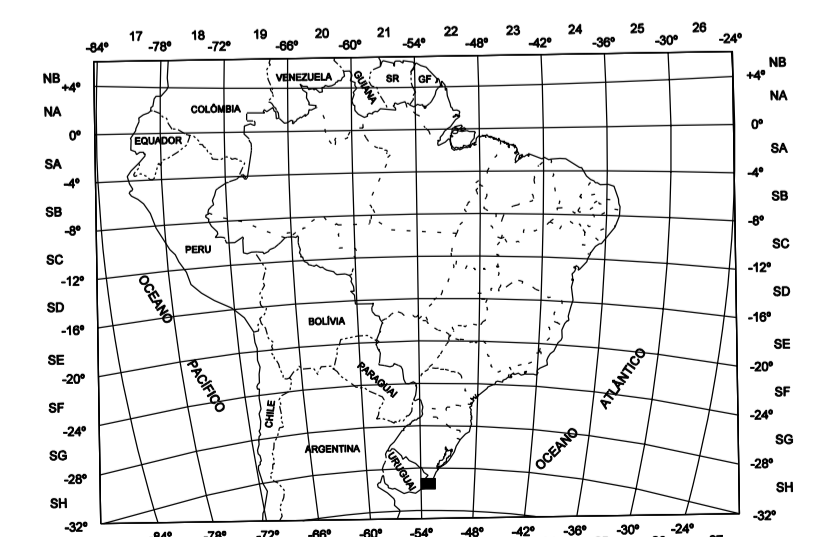 17 18 19 20 21 22 23 24 25 26
-84° -78° -72° -66° -60° -54° -48° -42° -36° -30° -24°
NB +4° VENEZUELA GUIANA SR GF +4° NB
NA COLÔMBIA NA
0° EQUADOR 0°
SA SA
-4° -4°
SB SB
-8° -8°
SC PERU SC
-12° -12°
SD OCEANO PACÍFICO SD
-16° BOLÍVIA -16°
SE SE
-20° PARAGUAI ATLÂNTICO -20°
SF CHILE SF
-24° -24°
SG ARGENTINA OCEANO SG
-28° URUGUAI -28°
SH SH
-32° -32°
-84° -78° -72° -66° -60° -54° -48° -42° -36° -30° -24°